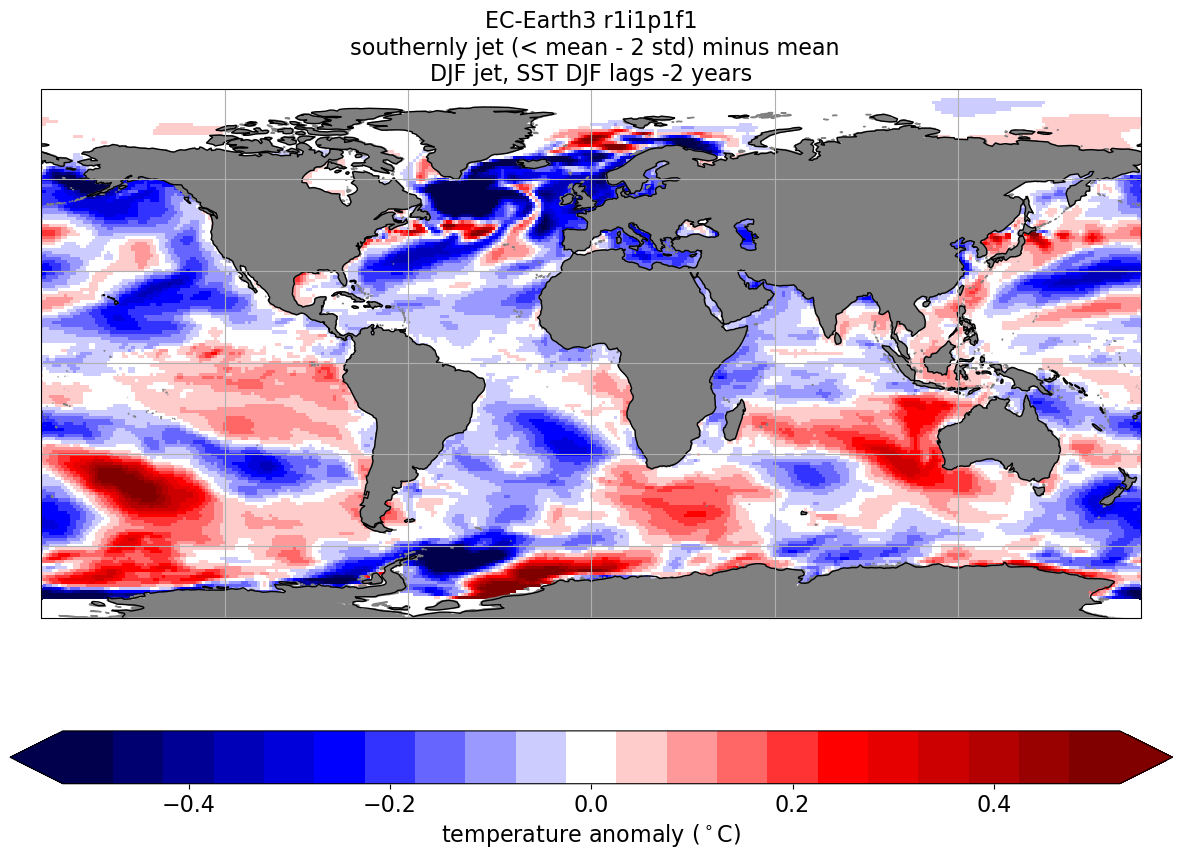 EC-Earth3 r1i1p1f1
southernly jet (< mean - 2 std) minus mean
DJF jet, SST DJF lags -2 years
−0.4 −0.2 0.0 0.2 0.4
temperature anomaly (°C)